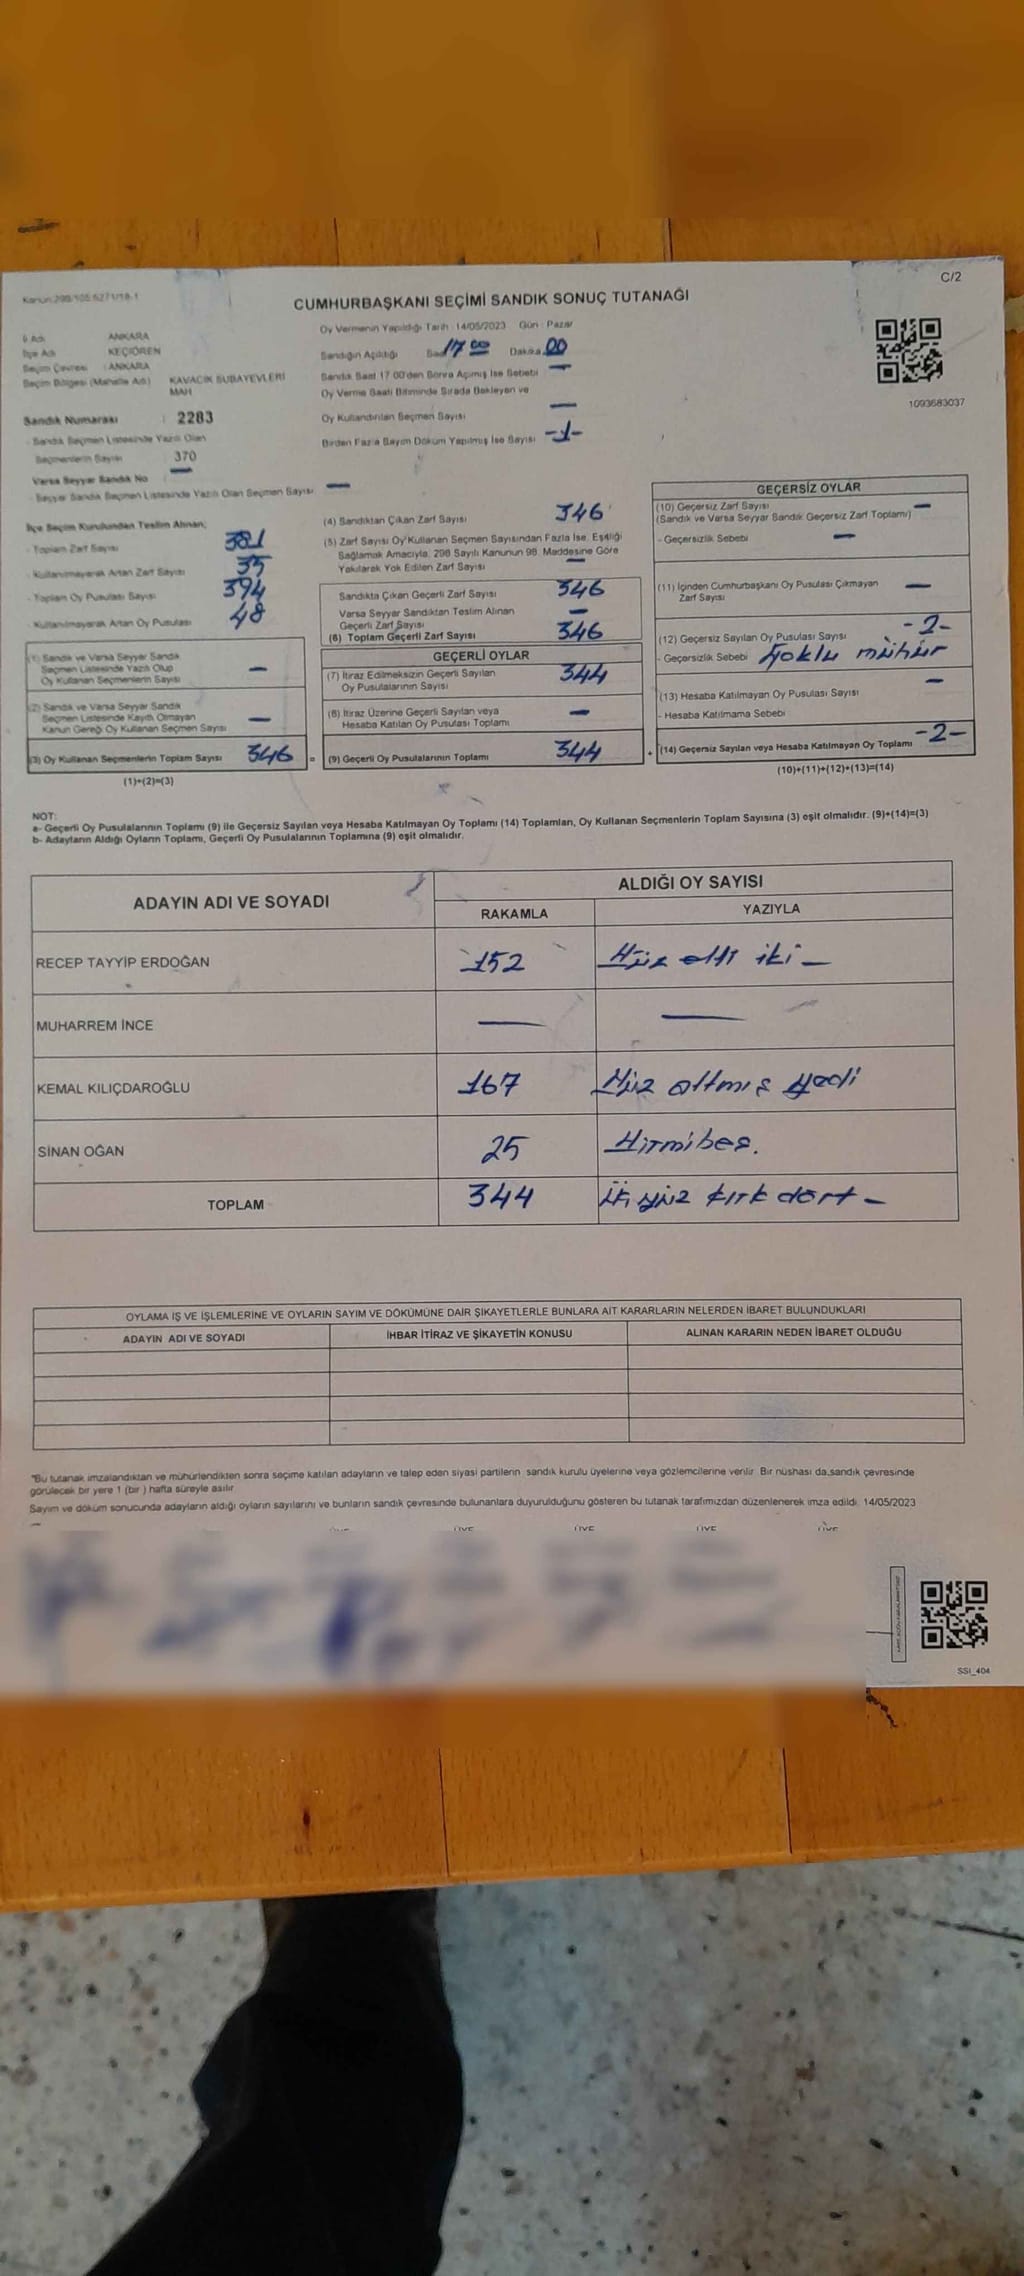 C/2
Kanun:298/105.6271/18-1
CUMHURBAŞKANI SEÇİMİ SANDIK SONUÇ TUTANAĞI
İl Adı : ANKARA
İlçe Adı : KEÇİÖREN
Seçim Çevresi : ANKARA
Seçim Bölgesi (Mahalle Adı) : KAVACIK SUBAYEVLERİ MAH
Sandık Numarası : 2283
- Sandık Seçmen Listesinde Yazılı Olan
Seçmenlerin Sayısı 370
Varsa Seyyar Sandık No —
- Seyyar Sandık Seçmen Listesinde Yazılı Olan Seçmen Sayısı —
Oy Vermenin Yapıldığı Tarih : 14/05/2023 Gün : Pazar
Sandığın Açıldığı Saat 17 00 Dakika 00
Sandık Saat 17:00'den Sonra Açılmış İse Sebebi —
Oy Verme Saati Bitiminde Sırada Bekleyen ve
Oy Kullandırılan Seçmen Sayısı —
Birden Fazla Sayım Döküm Yapılmış İse Sayısı -1-
1093683037
İlçe Seçim Kurulundan Teslim Alınan;
- Toplam Zarf Sayısı 381
- Kullanılmayarak Artan Zarf Sayısı 35
- Toplam Oy Pusulası Sayısı 394
- Kullanılmayarak Artan Oy Pusulası 48
(1) Sandık ve Varsa Seyyar Sandık
Seçmen Listesinde Yazılı Olup
Oy Kullanan Seçmenlerin Sayısı —
(2) Sandık ve Varsa Seyyar Sandık
Seçmen Listesinde Kayıtlı Olmayan
Kanun Gereği Oy Kullanan Seçmen Sayısı —
(3) Oy Kullanan Seçmenlerin Toplam Sayısı 346 =
(1)+(2)=(3)
(4) Sandıktan Çıkan Zarf Sayısı 346
(5) Zarf Sayısı Oy Kullanan Seçmen Sayısından Fazla İse, Eşitliği
Sağlamak Amacıyla, 298 Sayılı Kanunun 98. Maddesine Göre
Yakılarak Yok Edilen Zarf Sayısı —
Sandıkta Çıkan Geçerli Zarf Sayısı 346
Varsa Seyyar Sandıktan Teslim Alınan
Geçerli Zarf Sayısı —
(6) Toplam Geçerli Zarf Sayısı 346
GEÇERLİ OYLAR
(7) İtiraz Edilmeksizin Geçerli Sayılan
Oy Pusulalarının Sayısı 344
(8) İtiraz Üzerine Geçerli Sayılan veya
Hesaba Katılan Oy Pusulası Toplamı —
(9) Geçerli Oy Pusulalarının Toplamı 344 +
GEÇERSİZ OYLAR
(10) Geçersiz Zarf Sayısı —
(Sandık ve Varsa Seyyar Sandık Geçersiz Zarf Toplamı)
- Geçersizlik Sebebi —
(11) İçinden Cumhurbaşkanı Oy Pusulası Çıkmayan
Zarf Sayısı —
(12) Geçersiz Sayılan Oy Pusulası Sayısı -2-
- Geçersizlik Sebebi çoklu mühür
(13) Hesaba Katılmayan Oy Pusulası Sayısı —
- Hesaba Katılmama Sebebi
(14) Geçersiz Sayılan veya Hesaba Katılmayan Oy Toplamı -2-
(10)+(11)+(12)+(13)=(14)
NOT:
a- Geçerli Oy Pusulalarının Toplamı (9) ile Geçersiz Sayılan veya Hesaba Katılmayan Oy Toplamı (14) Toplamları, Oy Kullanan Seçmenlerin Toplam Sayısına (3) eşit olmalıdır. (9)+(14)=(3)
b- Adayların Aldığı Oyların Toplamı, Geçerli Oy Pusulalarının Toplamına (9) eşit olmalıdır.
ADAYIN ADI VE SOYADI ALDIĞI OY SAYISI
RAKAMLA YAZIYLA
RECEP TAYYİP ERDOĞAN 152 Yüz elli iki —
MUHARREM İNCE — —
KEMAL KILIÇDAROĞLU 167 Yüz altmış yedi
SİNAN OĞAN 25 Yirmibeş.
TOPLAM 344 üç yüz kırk dört —
OYLAMA İŞ VE İŞLEMLERİNE VE OYLARIN SAYIM VE DÖKÜMÜNE DAİR ŞİKAYETLERLE BUNLARA AİT KARARLARIN NELERDEN İBARET BULUNDUKLARI
ADAYIN ADI VE SOYADI İHBAR İTİRAZ VE ŞİKAYETİN KONUSU ALINAN KARARIN NEDEN İBARET OLDUĞU
*Bu tutanak imzalandıktan ve mühürlendikten sonra seçime katılan adayların ve talep eden siyasi partilerin sandık kurulu üyelerine veya gözlemcilerine verilir. Bir nüshası da,sandık çevresinde
görülecek bir yere 1 (bir ) hafta süreyle asılır.
Sayım ve döküm sonucunda adayların aldığı oyların sayılarını ve bunların sandık çevresinde bulunanlara duyurulduğunu gösteren bu tutanak tarafımızdan düzenlenerek imza edildi. 14/05/2023
ÜYE ÜYE ÜYE ÜYE ÜYE
SSI_404